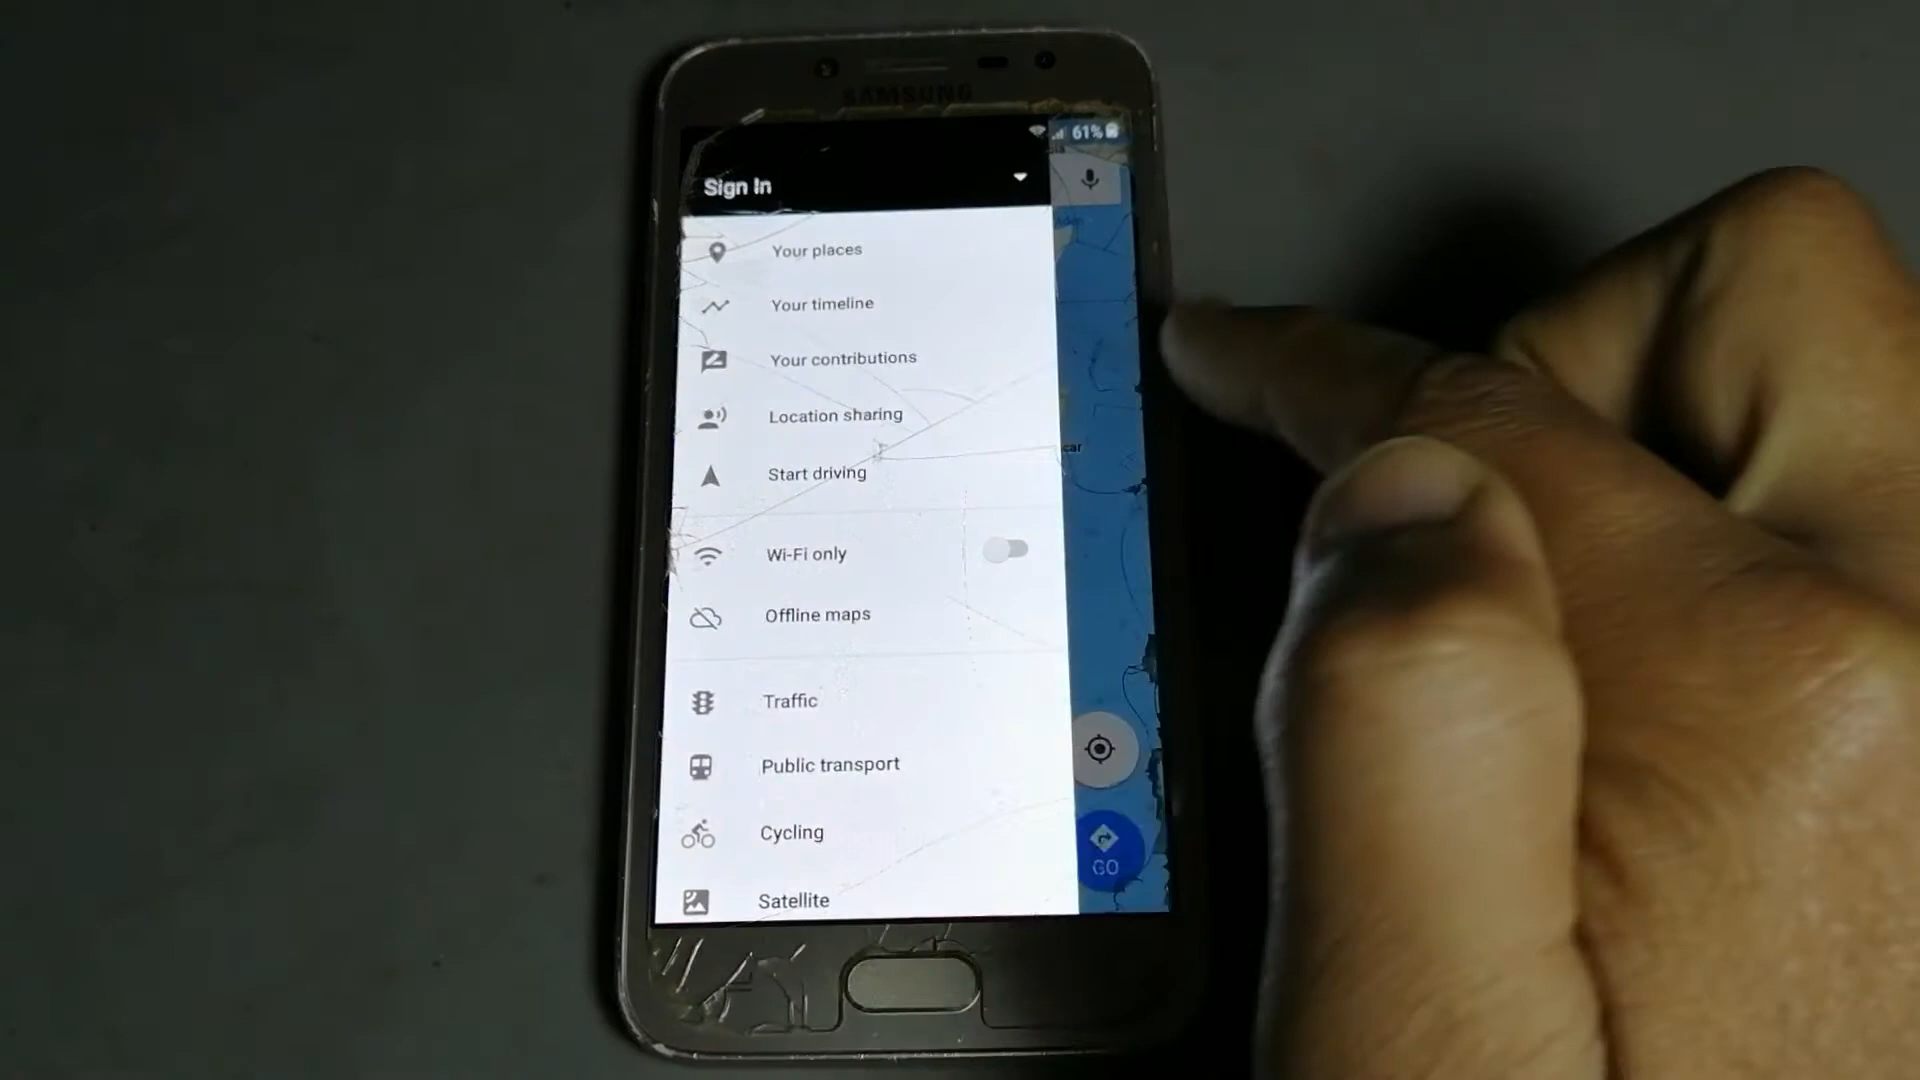 SAMSUNG
61%
Sign In
Your places
Your timeline
Your contributions
Location sharing
Start driving
Wi-Fi only
Offline maps
Traffic
Public transport
Cycling
GO
Satellite